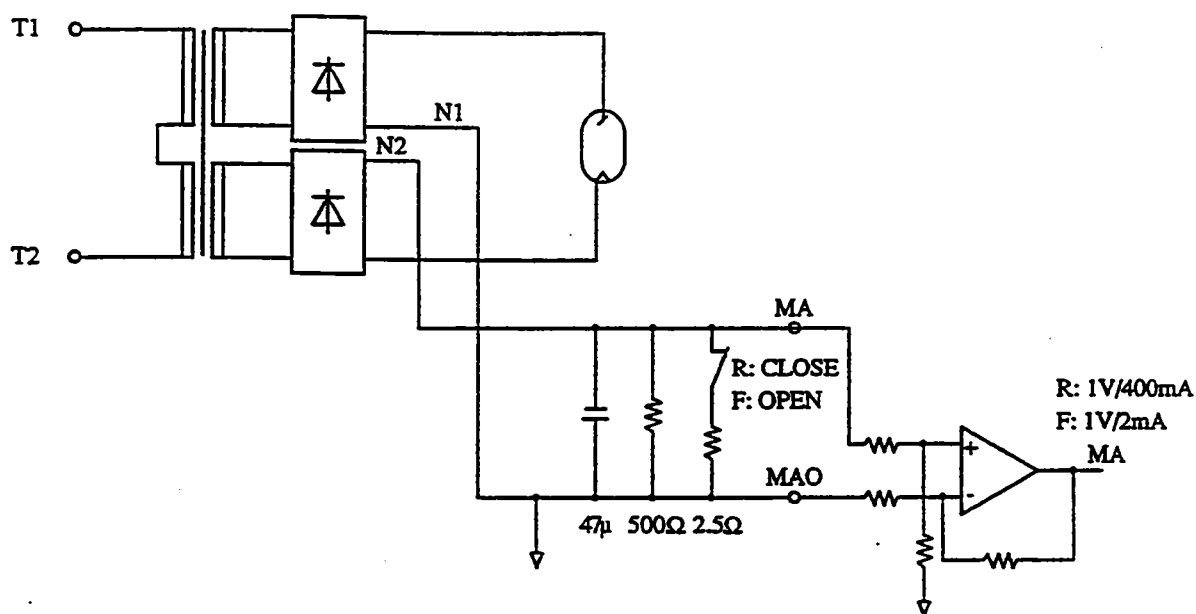 T1
N1
N2
T2
MA
R: CLOSE
F: OPEN
R: 1V/400mA
F: 1V/2mA
MA
+
-
MAO
47μ 500Ω 2.5Ω